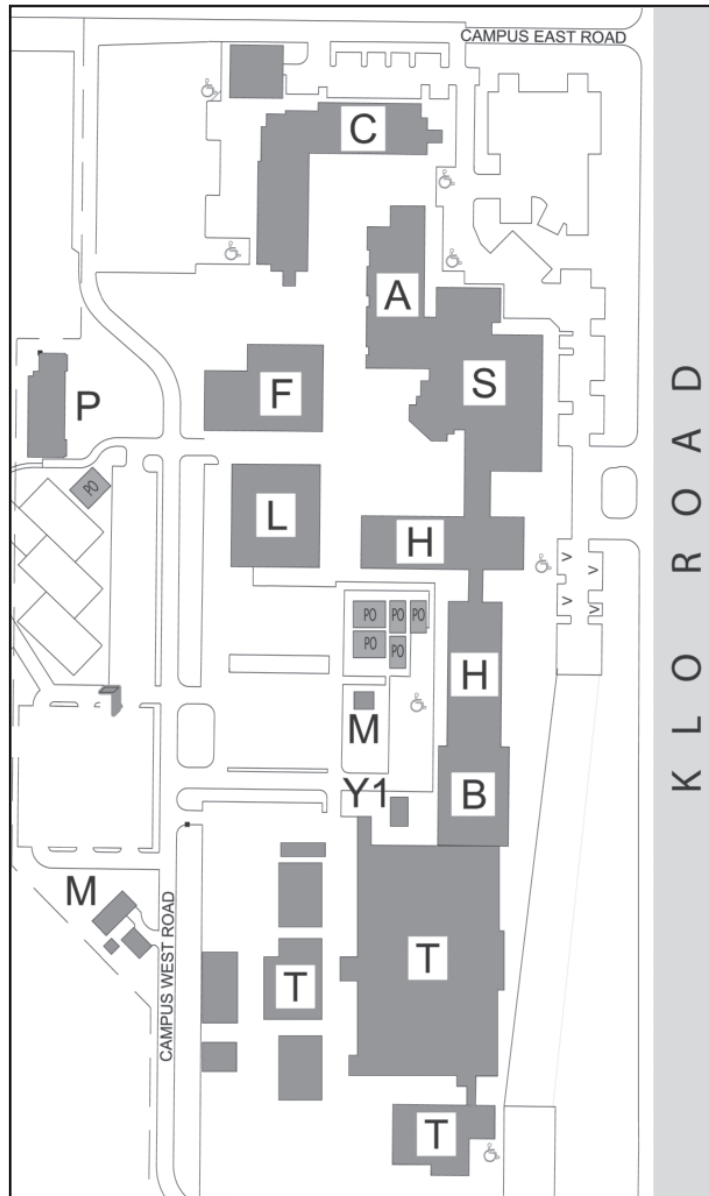 CAMPUS EAST ROAD
C
A
S
P
F
PO
L
H
V V
V V
PO PO PO
PO PO
H
M
Y1
B
M
T
T
CAMPUS WEST ROAD
T
KLO ROAD